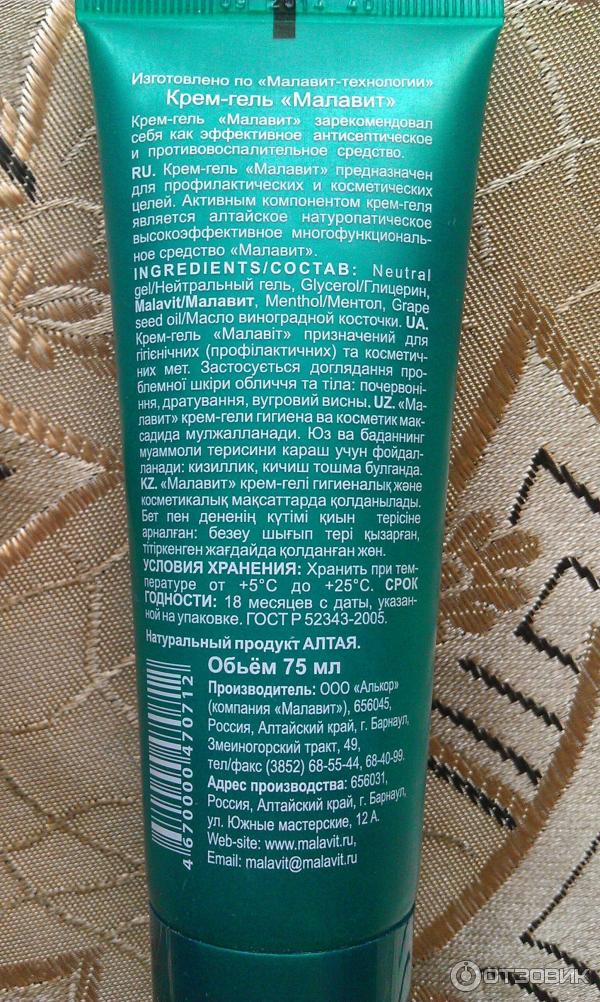 09 2014 40
Изготовлено по «Малавит-технологии»
Крем-гель «Малавит»
Крем-гель «Малавит» зарекомендовал
себя как эффективное антисептическое
и противовоспалительное средство.
RU. Крем-гель «Малавит» предназначен
для профилактических и косметических
целей. Активным компонентом крем-геля
является алтайское натуропатическое
высокоэффективное многофункциональ-
ное средство «Малавит».
INGREDIENTS/СОСТАВ: Neutral
gel/Нейтральный гель, Glycerol/Глицерин,
Malavit/Малавит, Menthol/Ментол, Grape
seed oil/Масло виноградной косточки. UA.
Крем-гель «Малавіт» призначений для
гігієнічних (профілактичних) та косметич-
них мет. Застосується доглядання про-
блемної шкіри обличчя та тіла: почервоні-
ння, дратування, вугровий висны. UZ. «Ма-
лавит» крем-гели гигиена ва косметик мак-
садида мулжалланади. Юз ва баданнинг
муаммоли терисини караш учун фойдал-
ланади: кизиллик, кичиш тошма булганда.
KZ. «Малавит» крем-гелі гигиеналық және
косметикалық мақсаттарда қолданылады.
Бет пен дененің күтімі қиын терісіне
арналған: безеу шығып тері қызарған,
тітіркенген жағдайда қолданған жөн.
УСЛОВИЯ ХРАНЕНИЯ: Хранить при тем-
пературе от +5°С до +25°С. СРОК
ГОДНОСТИ: 18 месяцев с даты, указан-
ной на упаковке. ГОСТ Р 52343-2005.
Натуральный продукт АЛТАЯ.
Обьём 75 мл
Производитель: ООО «Алькор»
(компания «Малавит»), 656045,
Россия, Алтайский край, г. Барнаул,
Змеиногорский тракт, 49,
тел/факс (3852) 68-55-44, 68-40-99.
Адрес производства: 656031,
Россия, Алтайский край, г. Барнаул,
ул. Южные мастерские, 12 А.
Web-site: www.malavit.ru,
Email: malavit@malavit.ru
4 670000 470712
ОТЗОВИК